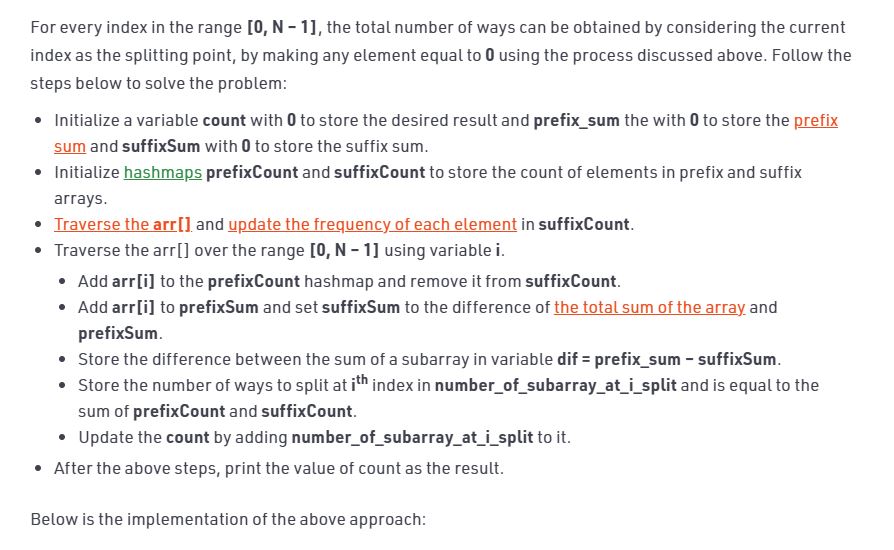 For every index in the range [0, N – 1], the total number of ways can be obtained by considering the current
index as the splitting point, by making any element equal to 0 using the process discussed above. Follow the
steps below to solve the problem:
• Initialize a variable count with 0 to store the desired result and prefix_sum the with 0 to store the prefix
sum and suffixSum with 0 to store the suffix sum.
• Initialize hashmaps prefixCount and suffixCount to store the count of elements in prefix and suffix
arrays.
• Traverse the arr[] and update the frequency of each element in suffixCount.
• Traverse the arr[] over the range [0, N – 1] using variable i.
• Add arr[i] to the prefixCount hashmap and remove it from suffixCount.
• Add arr[i] to prefixSum and set suffixSum to the difference of the total sum of the array and
prefixSum.
• Store the difference between the sum of a subarray in variable dif = prefix_sum – suffixSum.
• Store the number of ways to split at ith index in number_of_subarray_at_i_split and is equal to the
sum of prefixCount and suffixCount.
• Update the count by adding number_of_subarray_at_i_split to it.
• After the above steps, print the value of count as the result.
Below is the implementation of the above approach: